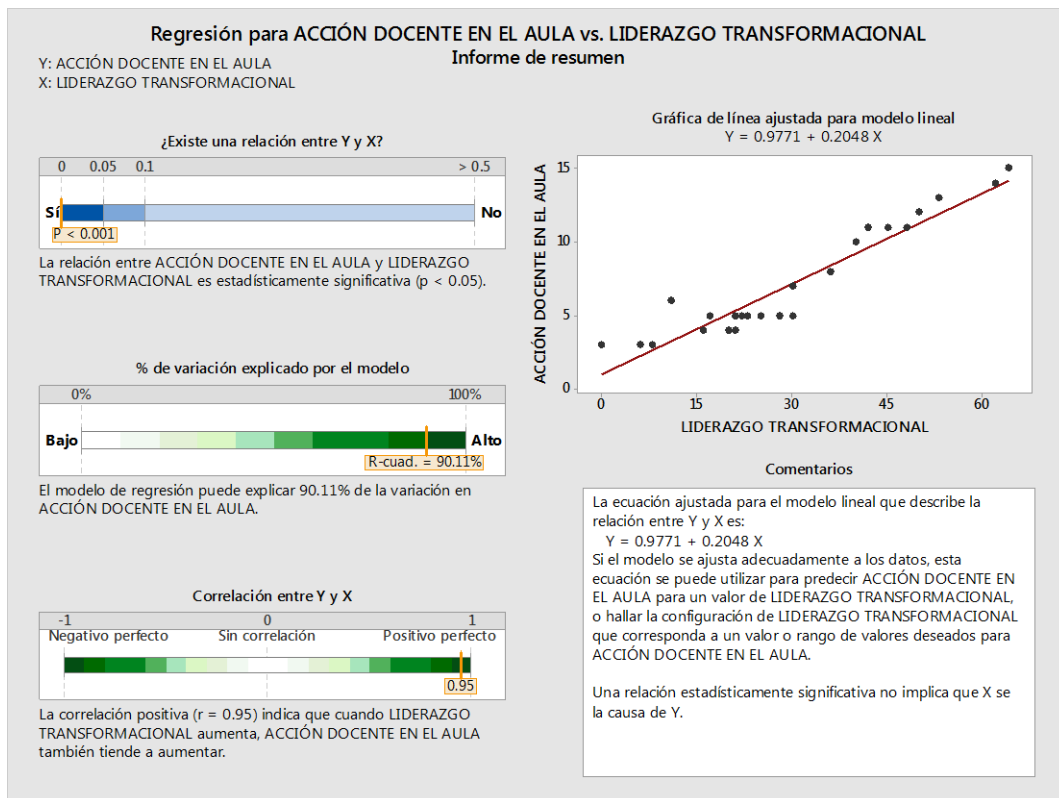 Regresión para ACCIÓN DOCENTE EN EL AULA vs. LIDERAZGO TRANSFORMACIONAL
Informe de resumen
Y: ACCIÓN DOCENTE EN EL AULA
X: LIDERAZGO TRANSFORMACIONAL
¿Existe una relación entre Y y X?
0 0.05 0.1 > 0.5
Sí No
P < 0.001
La relación entre ACCIÓN DOCENTE EN EL AULA y LIDERAZGO
TRANSFORMACIONAL es estadísticamente significativa (p < 0.05).
% de variación explicado por el modelo
0% 100%
Bajo Alto
R-cuad. = 90.11%
El modelo de regresión puede explicar 90.11% de la variación en
ACCIÓN DOCENTE EN EL AULA.
Correlación entre Y y X
-1 0 1
Negativo perfecto Sin correlación Positivo perfecto
0.95
La correlación positiva (r = 0.95) indica que cuando LIDERAZGO
TRANSFORMACIONAL aumenta, ACCIÓN DOCENTE EN EL AULA
también tiende a aumentar.
Gráfica de línea ajustada para modelo lineal
Y = 0.9771 + 0.2048 X
ACCIÓN DOCENTE EN EL AULA
15
10
5
0
0 15 30 45 60
LIDERAZGO TRANSFORMACIONAL
Comentarios
La ecuación ajustada para el modelo lineal que describe la
relación entre Y y X es:
Y = 0.9771 + 0.2048 X
Si el modelo se ajusta adecuadamente a los datos, esta
ecuación se puede utilizar para predecir ACCIÓN DOCENTE EN
EL AULA para un valor de LIDERAZGO TRANSFORMACIONAL,
o hallar la configuración de LIDERAZGO TRANSFORMACIONAL
que corresponda a un valor o rango de valores deseados para
ACCIÓN DOCENTE EN EL AULA.
Una relación estadísticamente significativa no implica que X se
la causa de Y.